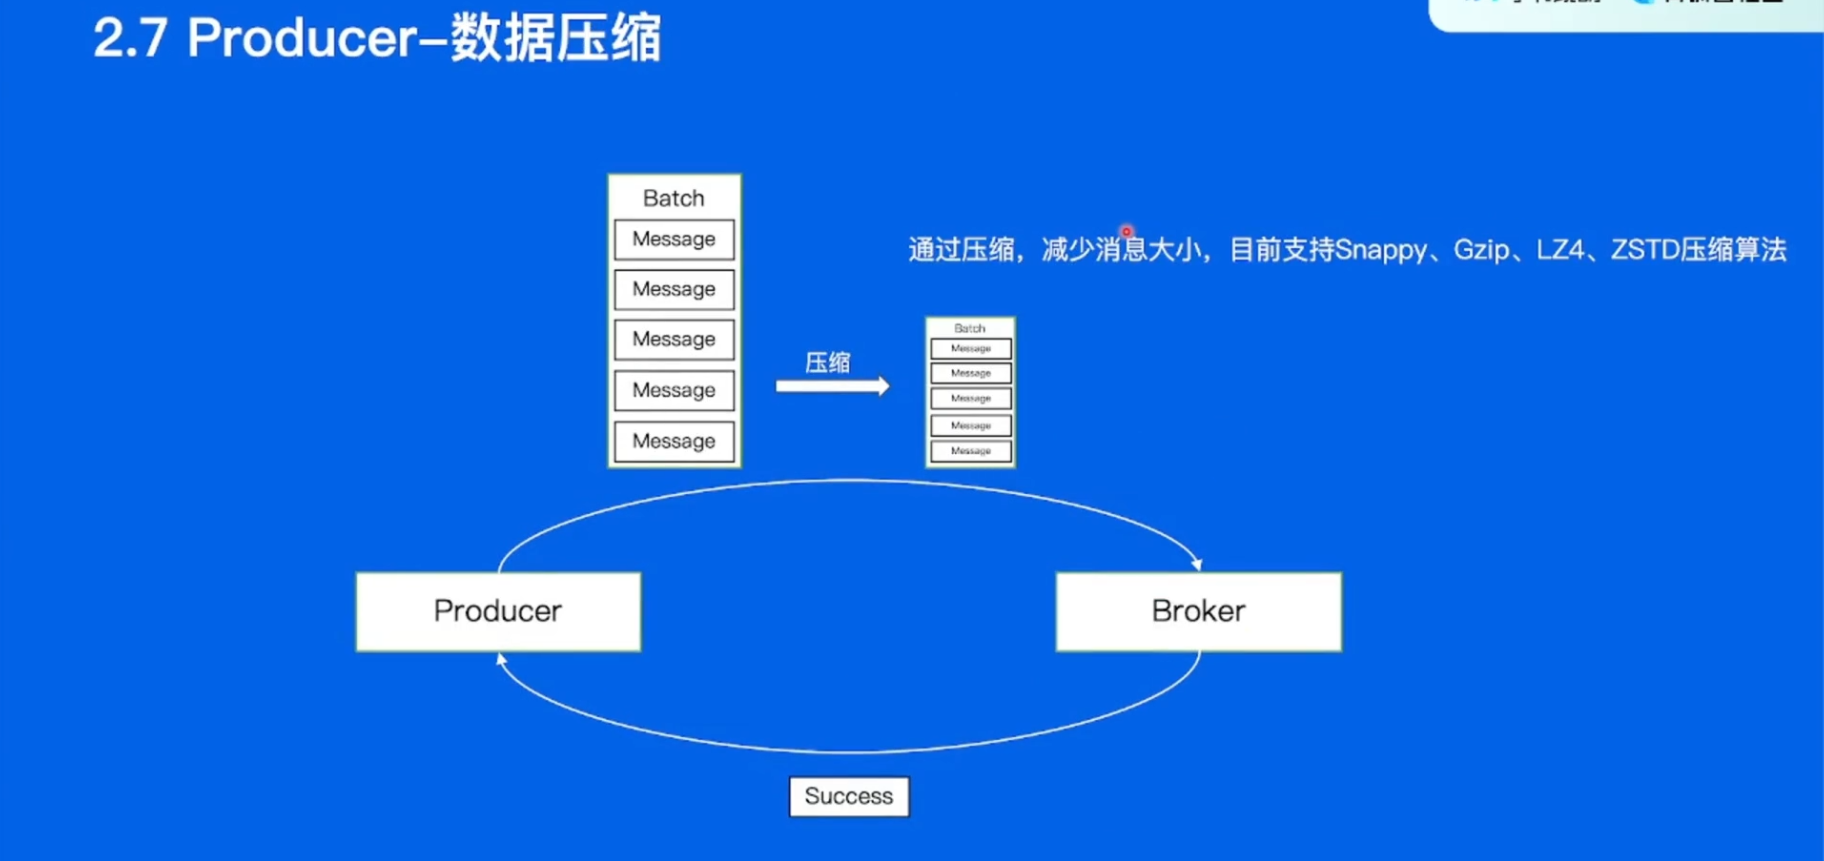 2.7 Producer-数据压缩
Batch
Message
Message
Message
Message
Message
通过压缩，减少消息大小，目前支持Snappy、Gzip、LZ4、ZSTD压缩算法
压缩
Batch
Message
Message
Message
Message
Message
Producer
Broker
Success